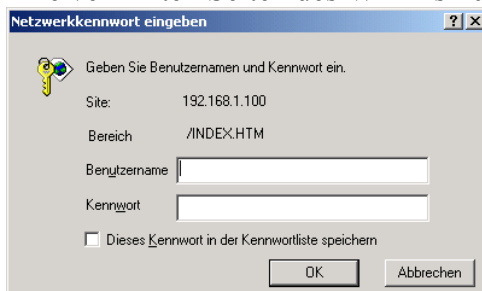 Netzwerkkennwort eingeben
Geben Sie Benutzernamen und Kennwort ein.
Site: 192.168.1.100
Bereich /INDEX.HTM
Benutzername
Kennwort
Dieses Kennwort in der Kennwortliste speichern
OK Abbrechen